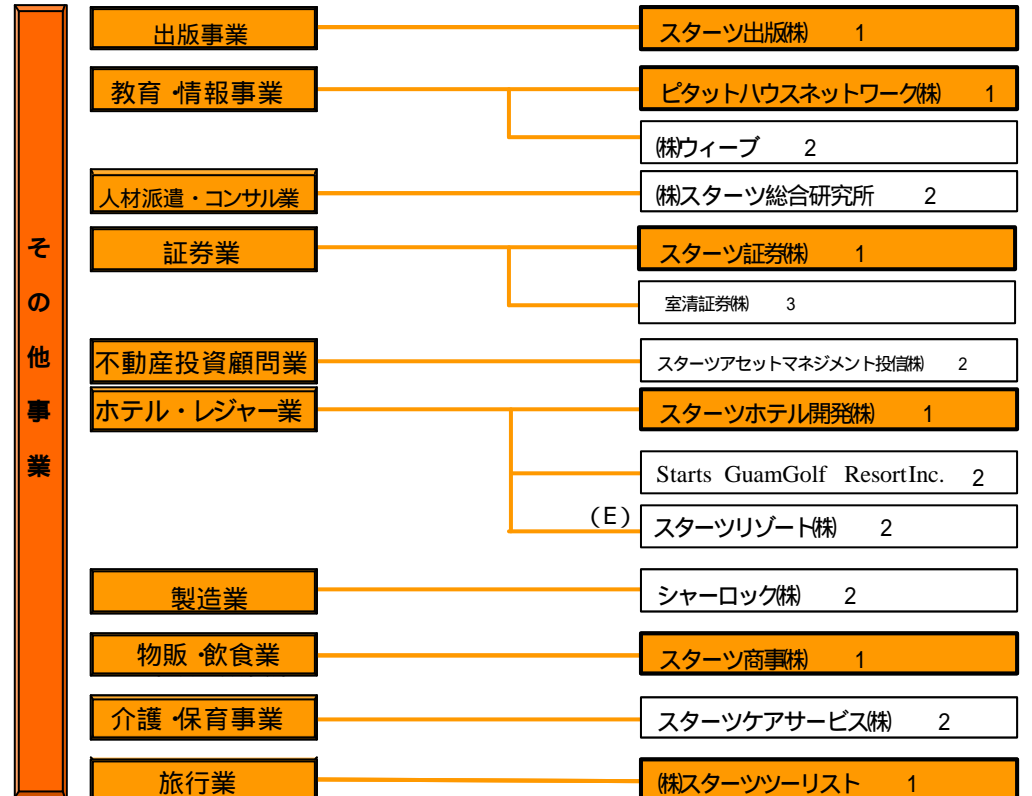 その他事業
出版事業
スターツ出版㈱ 1
教育・情報事業
ピタットハウスネットワーク㈱ 1
㈱ウィーブ 2
人材派遣・コンサル業
㈱スターツ総合研究所 2
証券業
スターツ証券㈱ 1
室清証券㈱ 3
不動産投資顧問業
スターツアセットマネジメント投信㈱ 2
ホテル・レジャー業
スターツホテル開発㈱ 1
Starts GuamGolf ResortInc. 2
(E)
スターツリゾート㈱ 2
製造業
シャーロック㈱ 2
物販・飲食業
スターツ商事㈱ 1
介護・保育事業
スターツケアサービス㈱ 2
旅行業
㈱スターツツーリスト 1